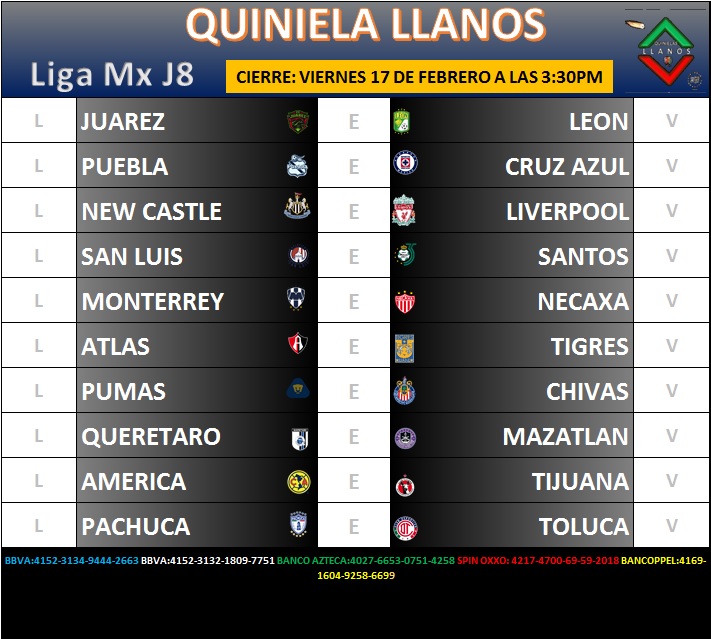 QUINIELA LLANOS
QUINIELAS
LLANOS
Liga Mx J8
CIERRE: VIERNES 17 DE FEBRERO A LAS 3:30PM
L JUAREZ E LEON V
L PUEBLA E CRUZ AZUL V
L NEW CASTLE E LIVERPOOL V
L SAN LUIS E SANTOS V
L MONTERREY E NECAXA V
L ATLAS E TIGRES V
L PUMAS E CHIVAS V
L QUERETARO E MAZATLAN V
L AMERICA E TIJUANA V
L PACHUCA E TOLUCA V
BBVA:4152-3134-9444-2663 BBVA:4152-3132-1809-7751 BANCO AZTECA:4027-6653-0751-4258 SPIN OXXO: 4217-4700-69-59-2018 BANCOPPEL:4169-
1604-9258-6699